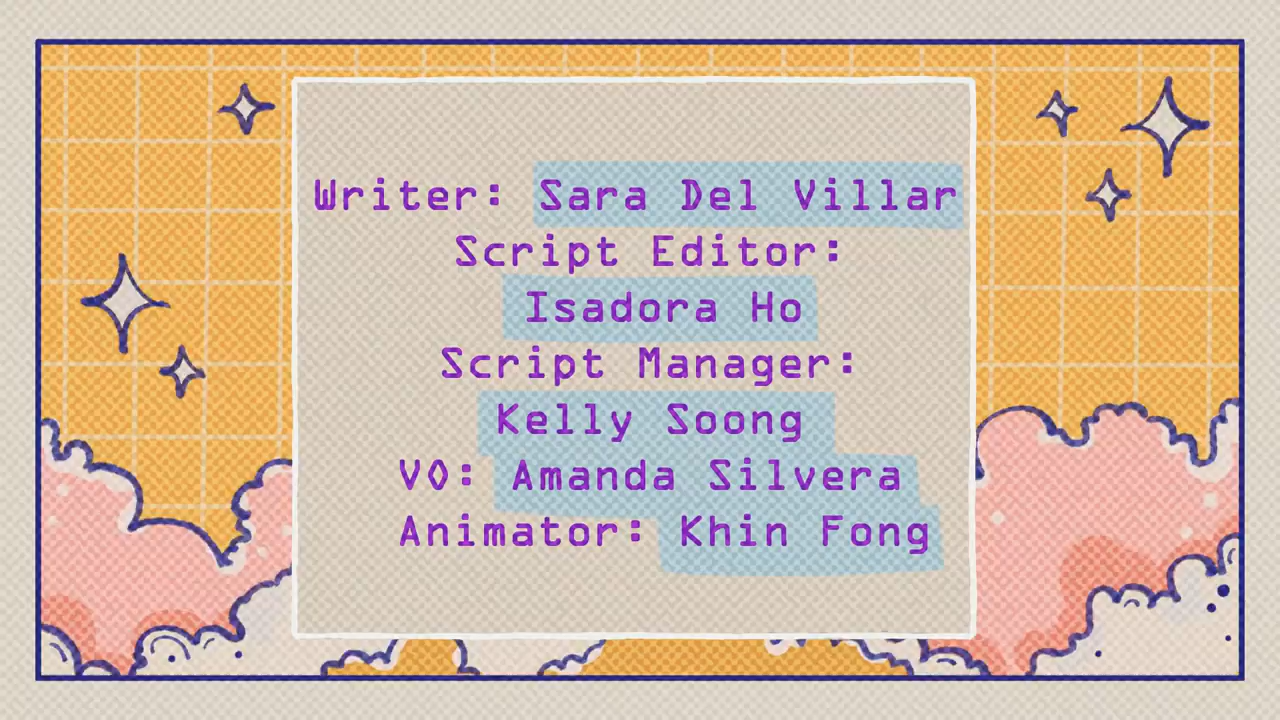 Writer: Sara Del Villar
Script Editor:
Isadora Ho
Script Manager:
Kelly Soong
VO: Amanda Silvera
Animator: Khin Fong